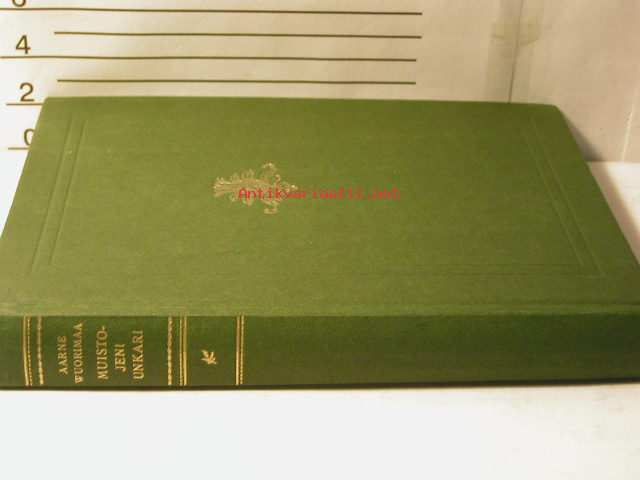 6
4
2
0
Antikvariaatti.net
AARNE
WUORIMAA
MUISTO-
JENI
UNKARI